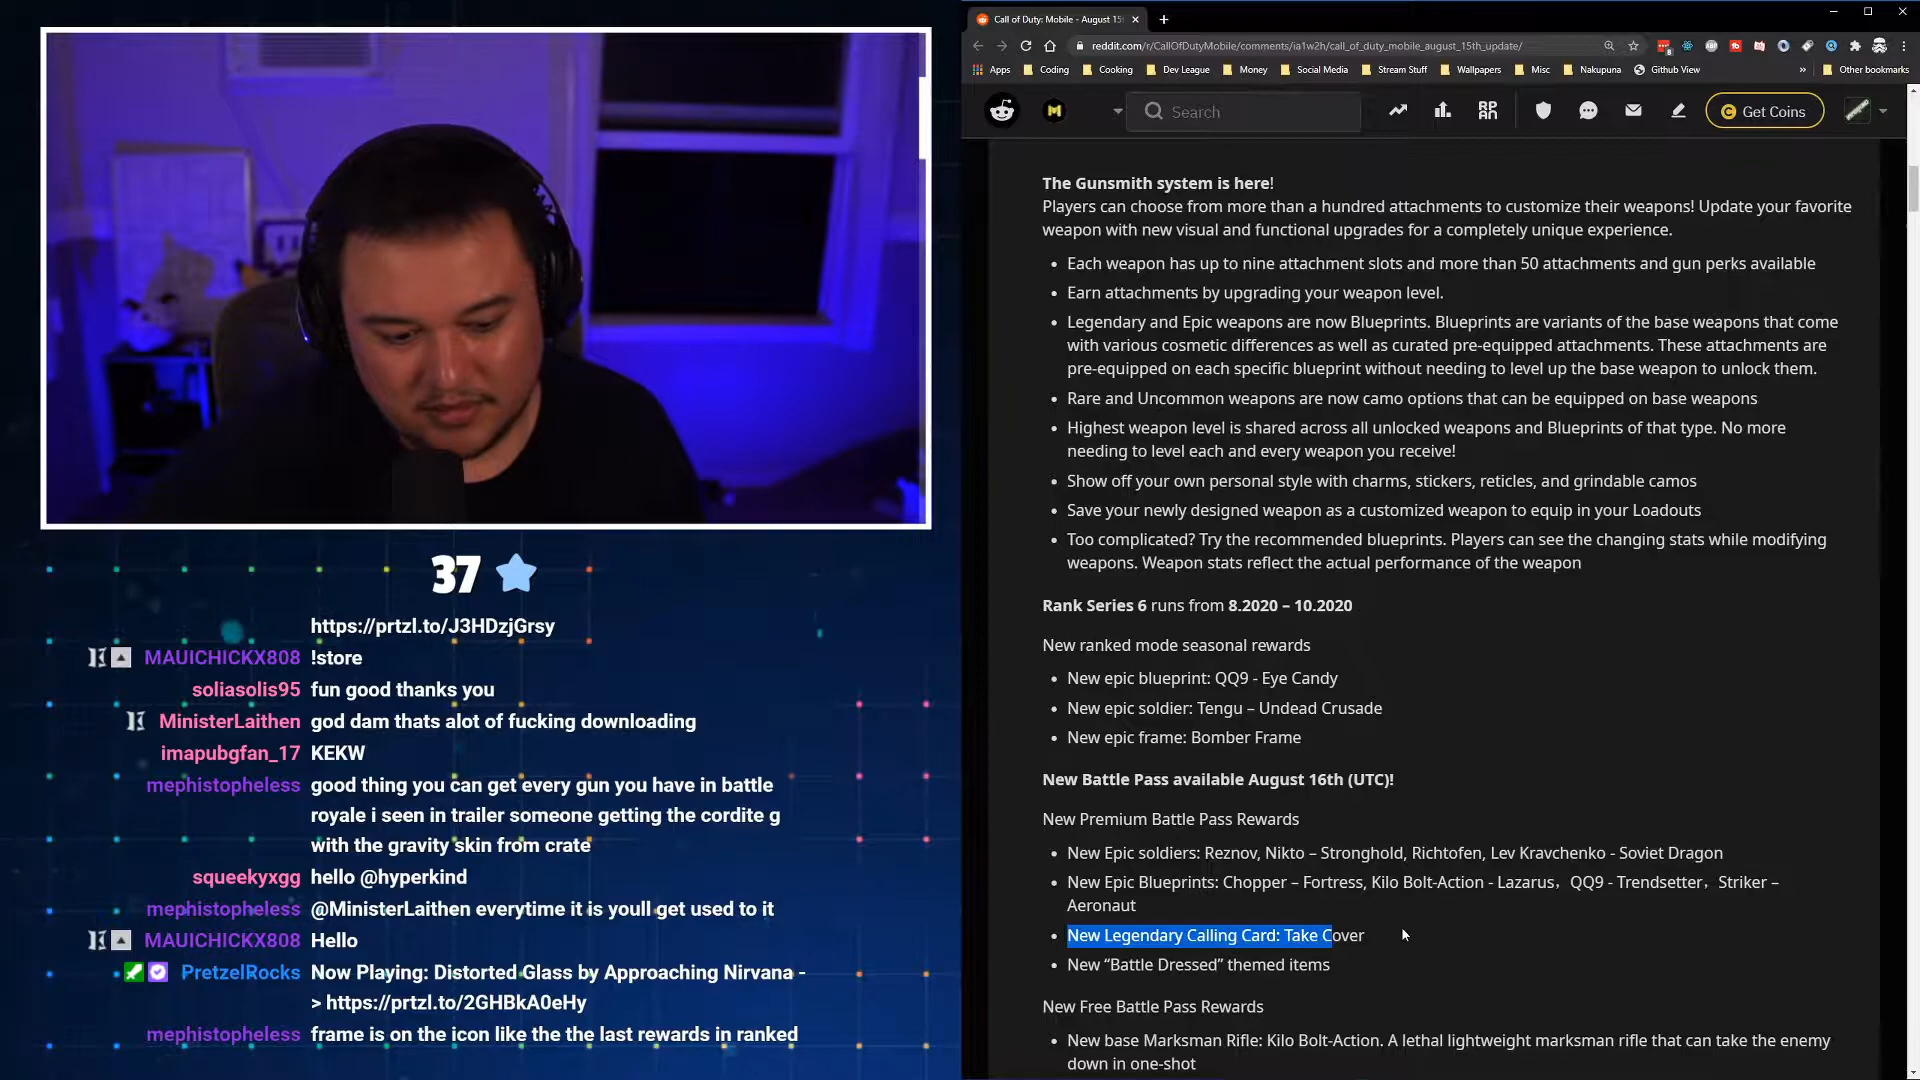 37
https://prtzl.to/J3HDzjGrsy
MAUICHICKX808 !store
soliasolis95 fun good thanks you
MinisterLaithen god dam thats alot of fucking downloading
imapubgfan_17 KEKW
mephistopheless good thing you can get every gun you have in battle
royale i seen in trailer someone getting the cordite g
with the gravity skin from crate
squeekyxgg hello @hyperkind
mephistopheless @MinisterLaithen everytime it is youll get used to it
MAUICHICKX808 Hello
PretzelRocks Now Playing: Distorted Glass by Approaching Nirvana -
> https://prtzl.to/2GHBkA0eHy
mephistopheless frame is on the icon like the the last rewards in ranked
Call of Duty: Mobile - August 15
reddit.com/r/CallOfDutyMobile/comments/ia1w2h/call_of_duty_mobile_august_15th_update/
Apps Coding Cooking Dev League Money Social Media Stream Stuff Wallpapers Misc Nakupuna Github View » Other bookmarks
Search Get Coins
The Gunsmith system is here!
Players can choose from more than a hundred attachments to customize their weapons! Update your favorite
weapon with new visual and functional upgrades for a completely unique experience.
• Each weapon has up to nine attachment slots and more than 50 attachments and gun perks available
• Earn attachments by upgrading your weapon level.
• Legendary and Epic weapons are now Blueprints. Blueprints are variants of the base weapons that come
with various cosmetic differences as well as curated pre-equipped attachments. These attachments are
pre-equipped on each specific blueprint without needing to level up the base weapon to unlock them.
• Rare and Uncommon weapons are now camo options that can be equipped on base weapons
• Highest weapon level is shared across all unlocked weapons and Blueprints of that type. No more
needing to level each and every weapon you receive!
• Show off your own personal style with charms, stickers, reticles, and grindable camos
• Save your newly designed weapon as a customized weapon to equip in your Loadouts
• Too complicated? Try the recommended blueprints. Players can see the changing stats while modifying
weapons. Weapon stats reflect the actual performance of the weapon
Rank Series 6 runs from 8.2020 – 10.2020
New ranked mode seasonal rewards
• New epic blueprint: QQ9 - Eye Candy
• New epic soldier: Tengu – Undead Crusade
• New epic frame: Bomber Frame
New Battle Pass available August 16th (UTC)!
New Premium Battle Pass Rewards
• New Epic soldiers: Reznov, Nikto – Stronghold, Richtofen, Lev Kravchenko - Soviet Dragon
• New Epic Blueprints: Chopper – Fortress, Kilo Bolt-Action - Lazarus，QQ9 - Trendsetter，Striker –
Aeronaut
• New Legendary Calling Card: Take Cover
• New “Battle Dressed” themed items
New Free Battle Pass Rewards
• New base Marksman Rifle: Kilo Bolt-Action. A lethal lightweight marksman rifle that can take the enemy
down in one-shot